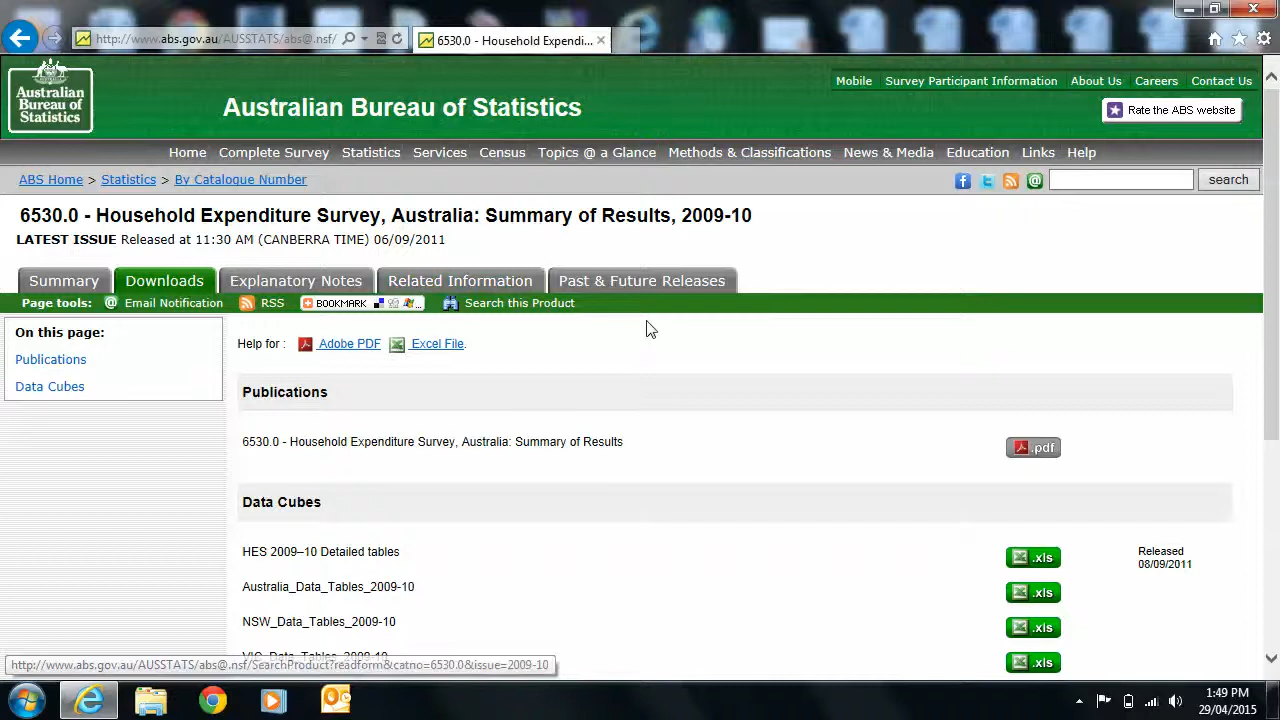 http://www.abs.gov.au/AUSSTATS/abs@.nsf/
6530.0 - Household Expendi...
Australian
Bureau of
Statistics
Australian Bureau of Statistics
Mobile Survey Participant Information About Us Careers Contact Us
Rate the ABS website
Home Complete Survey Statistics Services Census Topics @ a Glance Methods & Classifications News & Media Education Links Help
ABS Home > Statistics > By Catalogue Number
search
6530.0 - Household Expenditure Survey, Australia: Summary of Results, 2009-10
LATEST ISSUE Released at 11:30 AM (CANBERRA TIME) 06/09/2011
Summary Downloads Explanatory Notes Related Information Past & Future Releases
Page tools: @ Email Notification RSS BOOKMARK Search this Product
On this page:
Publications
Data Cubes
Help for : Adobe PDF Excel File.
Publications
6530.0 - Household Expenditure Survey, Australia: Summary of Results .pdf
Data Cubes
HES 2009–10 Detailed tables .xls Released
08/09/2011
Australia_Data_Tables_2009-10 .xls
NSW_Data_Tables_2009-10 .xls
VIC_Data_Tables_2009-10 .xls
http://www.abs.gov.au/AUSSTATS/abs@.nsf/SearchProduct?readform&catno=6530.0&issue=2009-10
1:49 PM
29/04/2015